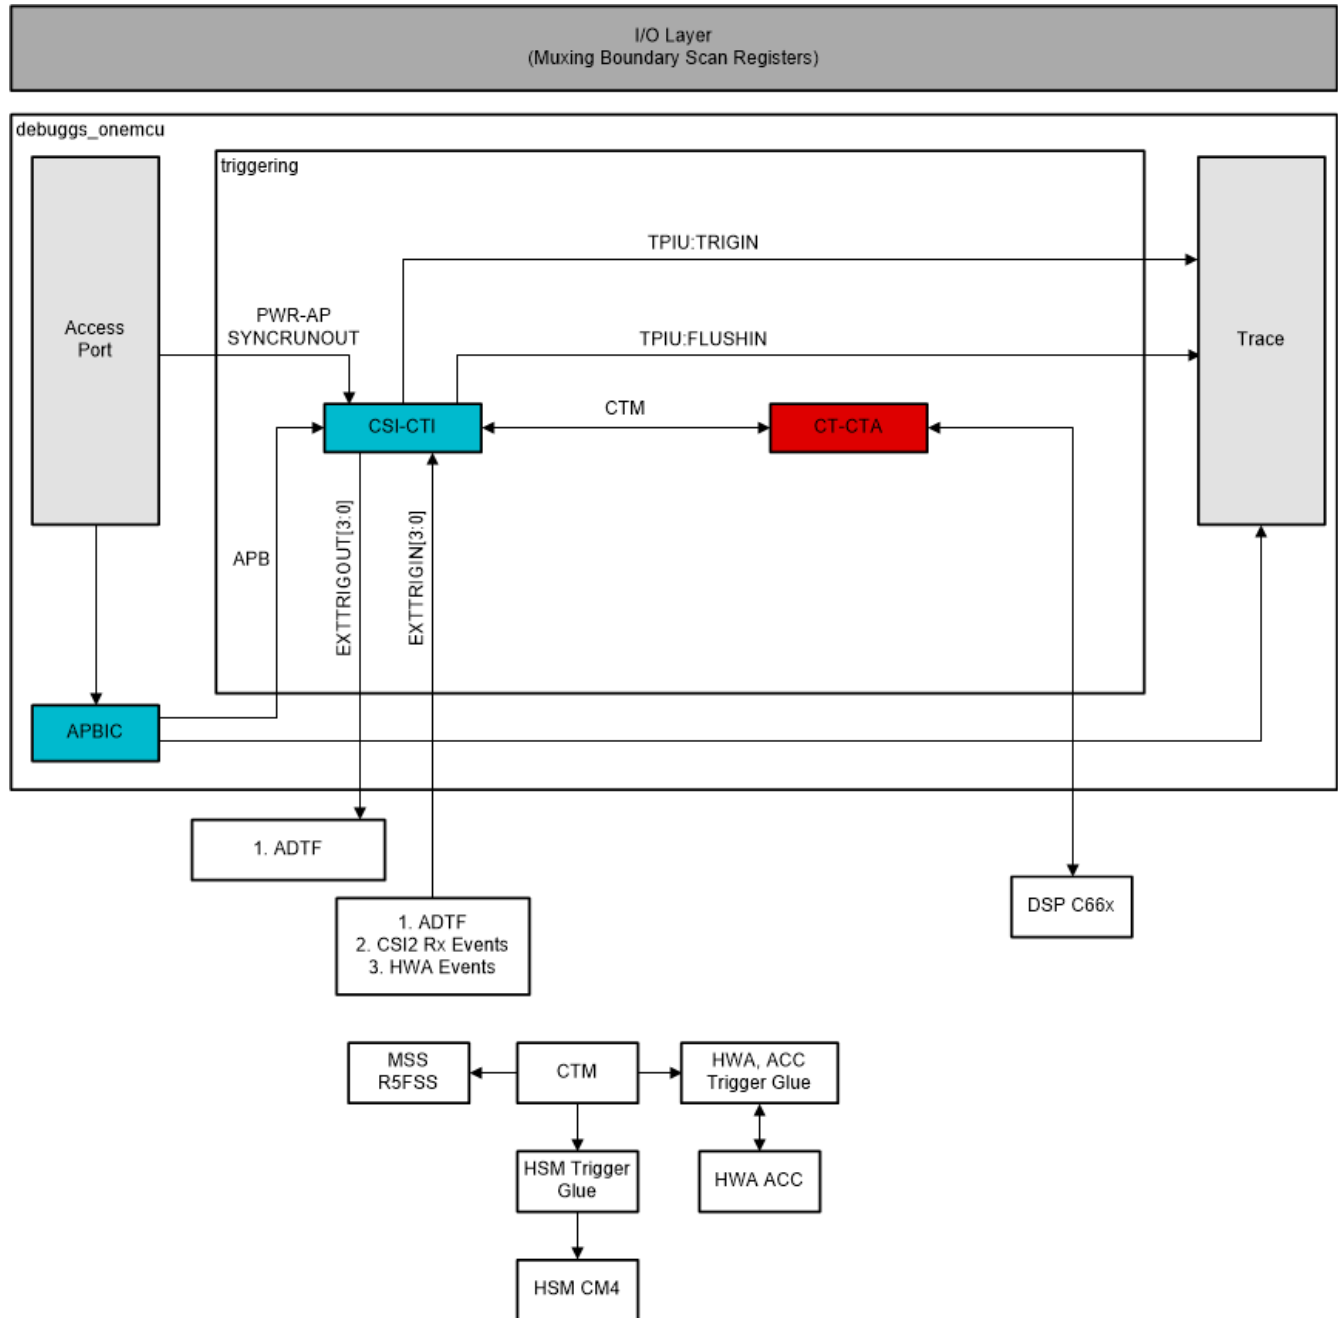 I/O Layer
(Muxing Boundary Scan Registers)
debuggs_onemcu
triggering
TPIU:TRIGIN
PWR-AP
SYNCRUNOUT
Access
Port
TPIU:FLUSHIN
Trace
CTM
CSI-CTI
CT-CTA
EXTTRIGOUT[3:0]
EXTTRIGIN[3:0]
APB
APBIC
1. ADTF
DSP C66x
1. ADTF
2. CSI2 Rx Events
3. HWA Events
MSS
R5FSS
CTM
HWA, ACC
Trigger Glue
HSM Trigger
Glue
HWA ACC
HSM CM4